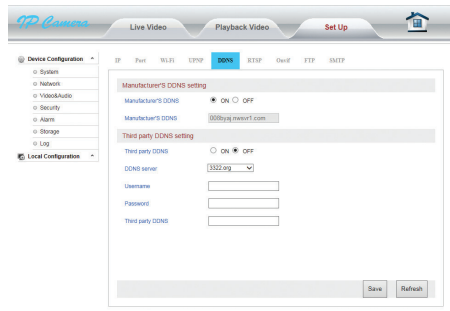 IP Camera
Live Video Playback Video Set Up
Device Configuration
System
Network
Video&Audio
Security
Alarm
Storage
Log
Local Configuration
IP Port Wi.Fi UPNP DDNS RTSP Onvif FTP SMTP
Manufacturer'S DDNS setting
Manufacturer'S DDNS ON OFF
Manufactuer'S DDNS nwsvr1.com
Third party DDNS setting
Third party DDNS ON OFF
DDNS server 3322.org
Username
Password
Third party DDNS
Save Refresh